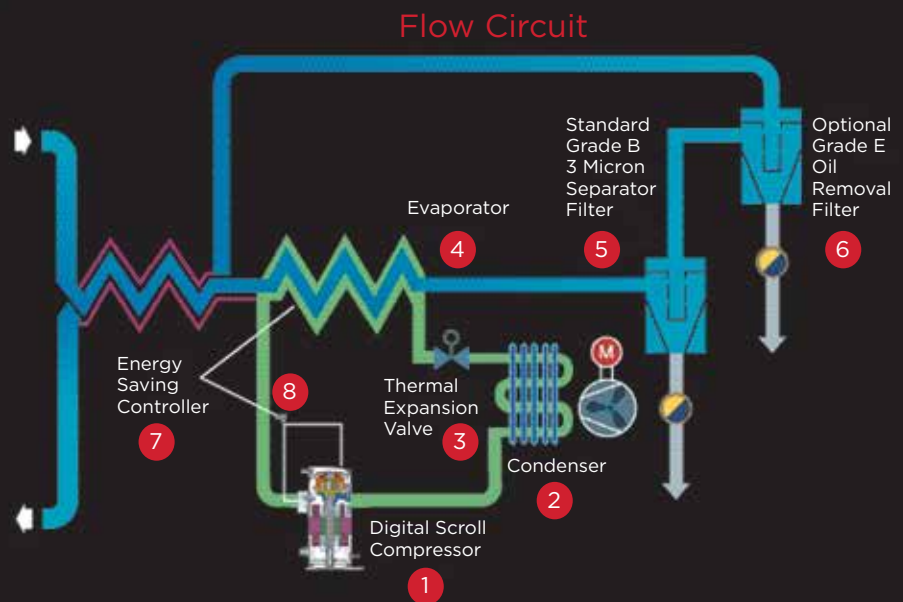 Flow Circuit
Standard
Grade B
3 Micron
Separator
Filter
5
Optional
Grade E
Oil
Removal
Filter
6
Evaporator
4
Energy
Saving
Controller
7
8
Thermal
Expansion
Valve
3
M
Condenser
2
Digital Scroll
Compressor
1